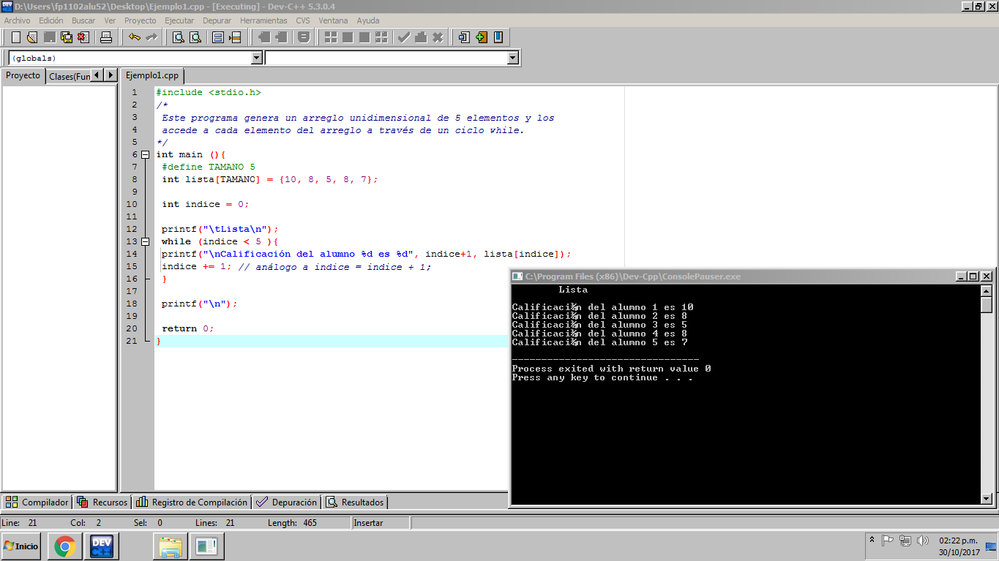 D:\Users\fp1102alu52\Desktop\Ejemplo1.cpp - [Executing] - Dev-C++ 5.3.0.4
Archivo Edición Buscar Ver Proyecto Ejecutar Depurar Herramientas CVS Ventana Ayuda
(globals)
Proyecto Clases(Fun
Ejemplo1.cpp
1 #include <stdio.h>
2 /*
3 Este programa genera un arreglo unidimensional de 5 elementos y los
4 accede a cada elemento del arreglo a través de un ciclo while.
5 */
6 int main (){
7 #define TAMANO 5
8 int lista[TAMANO] = {10, 8, 5, 8, 7};
9
10 int indice = 0;
11
12 printf("\tLista\n");
13 while (indice < 5 ){
14 printf("\nCalificación del alumno %d es %d", indice+1, lista[indice]);
15 indice += 1; // análogo a indice = indice + 1;
16 }
17
18 printf("\n");
19
20 return 0;
21 }
C:\Program Files (x86)\Dev-Cpp\ConsolePauser.exe
Lista
Calificaci¾n del alumno 1 es 10
Calificaci¾n del alumno 2 es 8
Calificaci¾n del alumno 3 es 5
Calificaci¾n del alumno 4 es 8
Calificaci¾n del alumno 5 es 7
--------------------------------
Process exited with return value 0
Press any key to continue . . .
Compilador Recursos Registro de Compilación Depuración Resultados
Line: 21 Col: 2 Sel: 0 Lines: 21 Length: 465 Insertar
Inicio DEV C++ 02:22 p.m.
30/10/2017